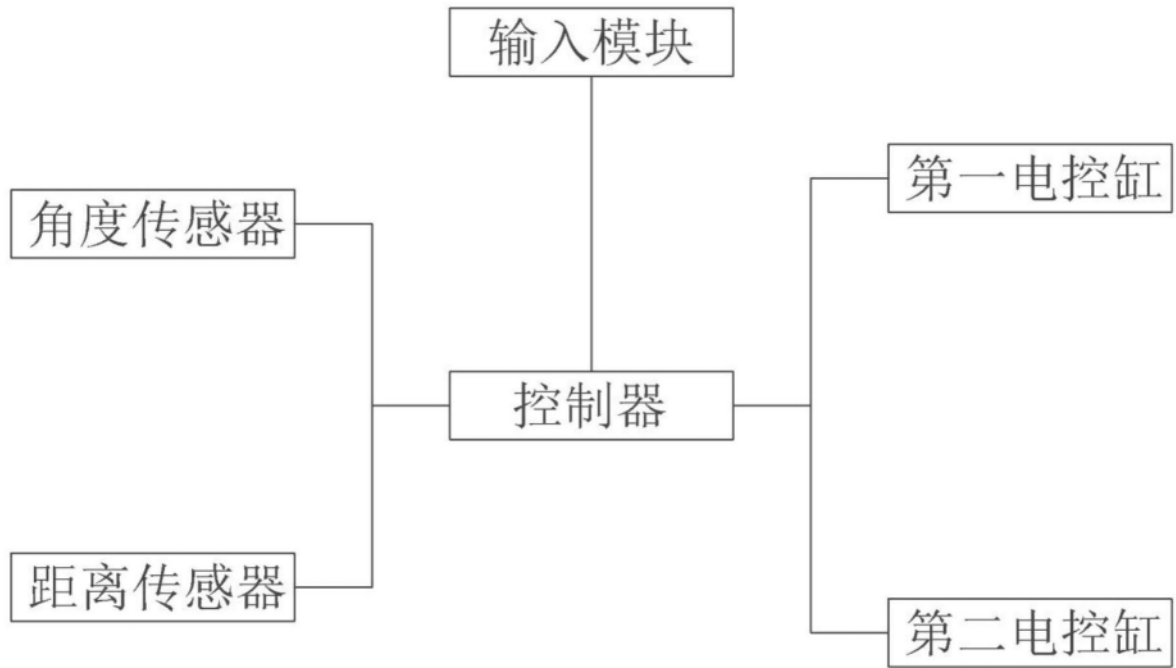 输入模块
第一电控缸
角度传感器
控制器
距离传感器
第二电控缸